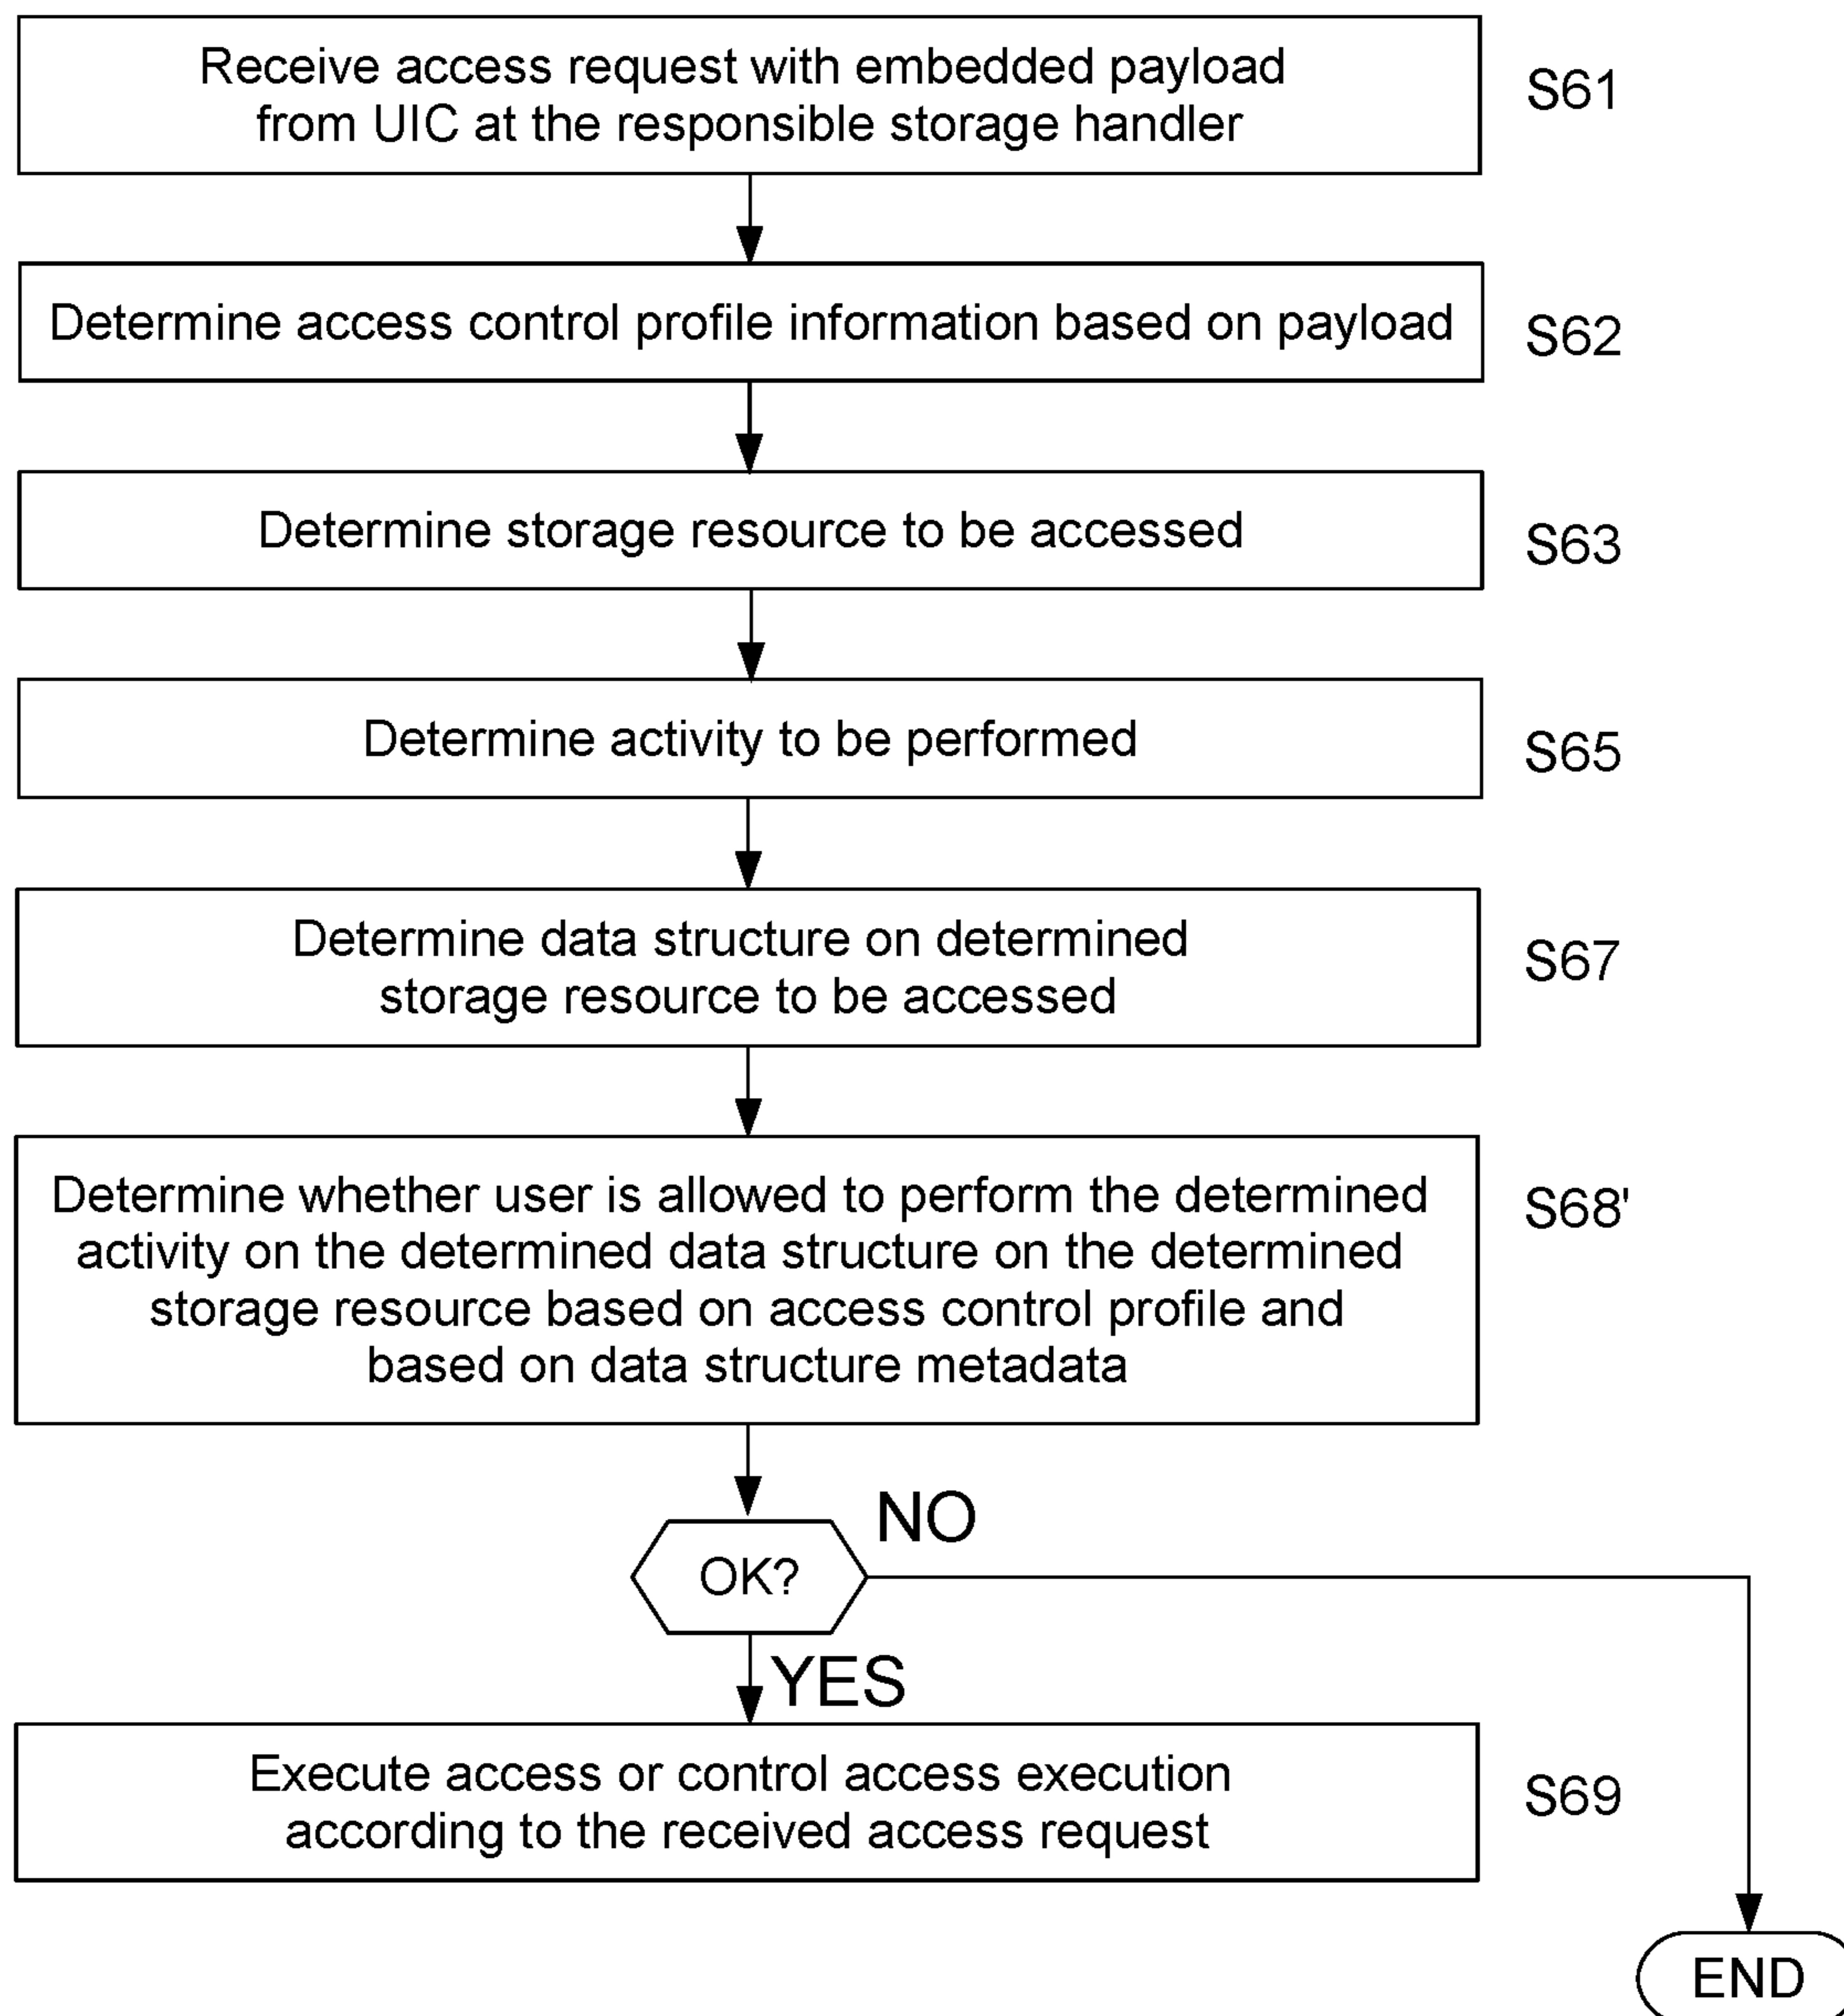 Receive access request with embedded payload
from UIC at the responsible storage handler
S61
Determine access control profile information based on payload
S62
Determine storage resource to be accessed
S63
Determine activity to be performed
S65
Determine data structure on determined
storage resource to be accessed
S67
Determine whether user is allowed to perform the determined
activity on the determined data structure on the determined
storage resource based on access control profile and
based on data structure metadata
S68'
NO
OK?
YES
Execute access or control access execution
according to the received access request
S69
END